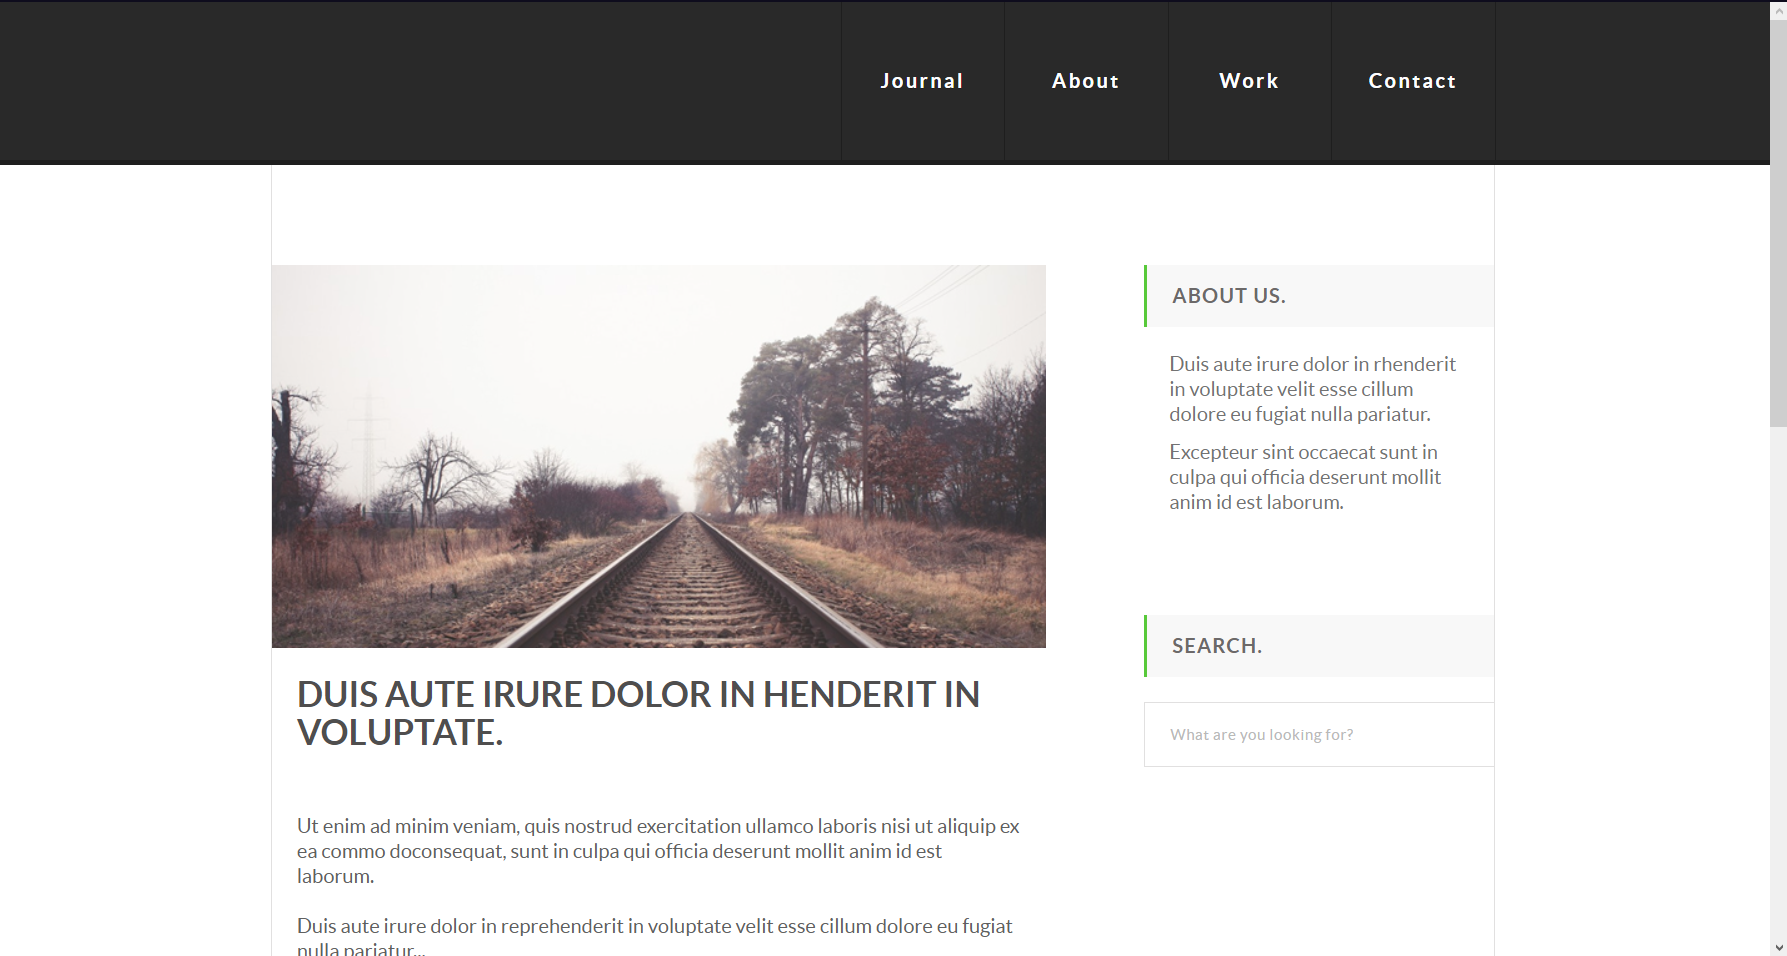 Journal
About
Work
Contact
DUIS AUTE IRURE DOLOR IN HENDERIT IN
VOLUPTATE.
Ut enim ad minim veniam, quis nostrud exercitation ullamco laboris nisi ut aliquip ex
ea commo doconsequat, sunt in culpa qui officia deserunt mollit anim id est
laborum.
Duis aute irure dolor in reprehenderit in voluptate velit esse cillum dolore eu fugiat
nulla pariatur...
ABOUT US.
Duis aute irure dolor in rhenderit
in voluptate velit esse cillum
dolore eu fugiat nulla pariatur.
Excepteur sint occaecat sunt in
culpa qui officia deserunt mollit
anim id est laborum.
SEARCH.
What are you looking for?